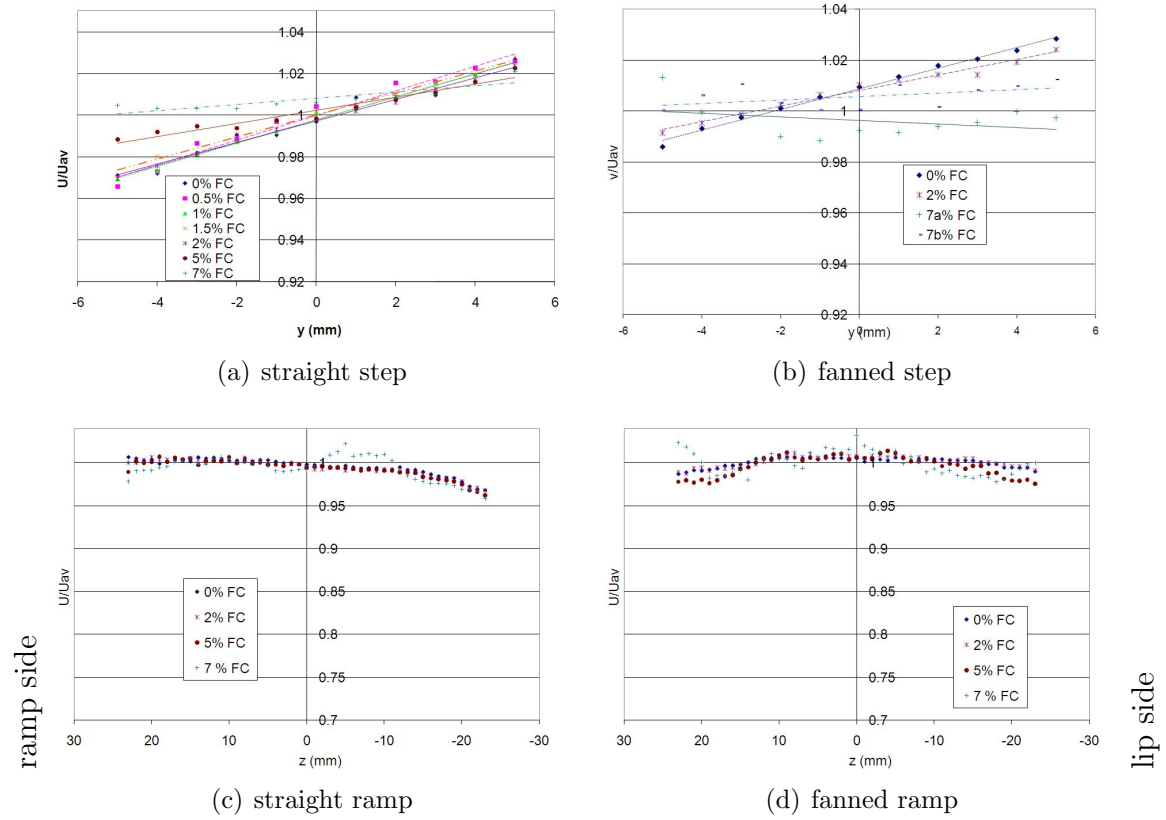 1.04
1.02
1
0.98
0.96
0.94
0.92
-6 -4 -2 0 2 4 6
U/Uav
y (mm)
0% FC
0.5% FC
1% FC
1.5% FC
2% FC
5% FC
7% FC
(a) straight step
1.04
1.02
1
0.98
0.96
0.94
0.92
-6 -4 -2 0 2 4 6
v/Uav
y (mm)
0% FC
2% FC
7a% FC
7b% FC
(b) fanned step
ramp side
1
0.95
0.9
0.85
0.8
0.75
0.7
30 20 10 0 -10 -20 -30
U/Uav
z (mm)
0% FC
2% FC
5% FC
7 % FC
(c) straight ramp
1
0.95
0.9
0.85
0.8
0.75
0.7
30 20 10 0 -10 -20 -30
U/Uav
z (mm)
0% FC
2% FC
5% FC
7 % FC
(d) fanned ramp
lip side